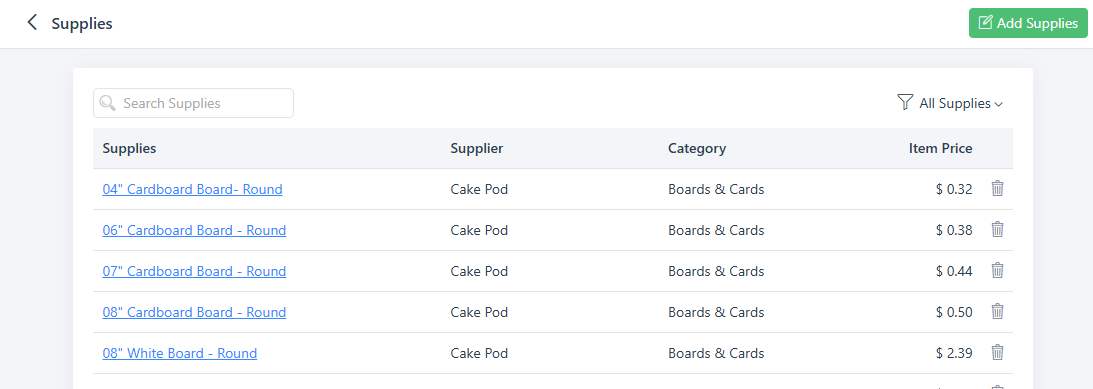 Supplies
Add Supplies
Search Supplies
All Supplies
Supplies Supplier Category Item Price
04" Cardboard Board- Round Cake Pod Boards & Cards $ 0.32
06" Cardboard Board - Round Cake Pod Boards & Cards $ 0.38
07" Cardboard Board - Round Cake Pod Boards & Cards $ 0.44
08" Cardboard Board - Round Cake Pod Boards & Cards $ 0.50
08" White Board - Round Cake Pod Boards & Cards $ 2.39